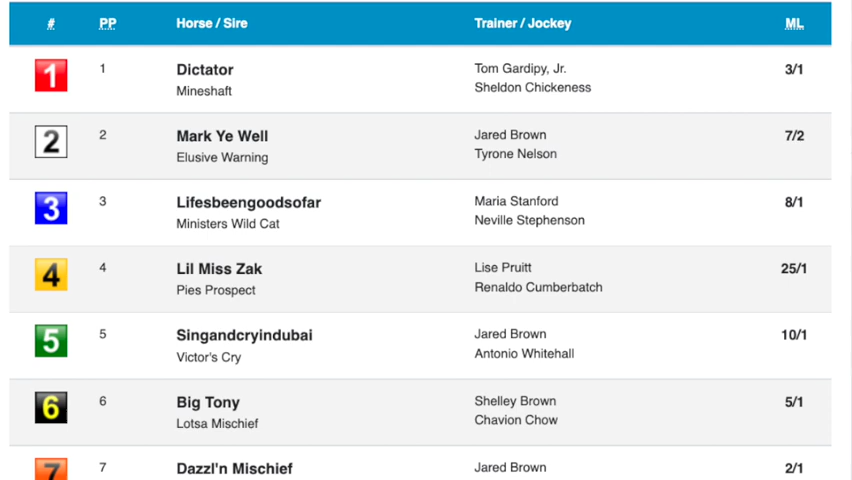 # PP Horse / Sire Trainer / Jockey ML
1 1 Dictator Tom Gardipy, Jr. 3/1
Mineshaft Sheldon Chickeness
2 2 Mark Ye Well Jared Brown 7/2
Elusive Warning Tyrone Nelson
3 3 Lifesbeengoodsofar Maria Stanford 8/1
Ministers Wild Cat Neville Stephenson
4 4 Lil Miss Zak Lise Pruitt 25/1
Pies Prospect Renaldo Cumberbatch
5 5 Singandcryindubai Jared Brown 10/1
Victor's Cry Antonio Whitehall
6 6 Big Tony Shelley Brown 5/1
Lotsa Mischief Chavion Chow
7 7 Dazzl'n Mischief Jared Brown 2/1